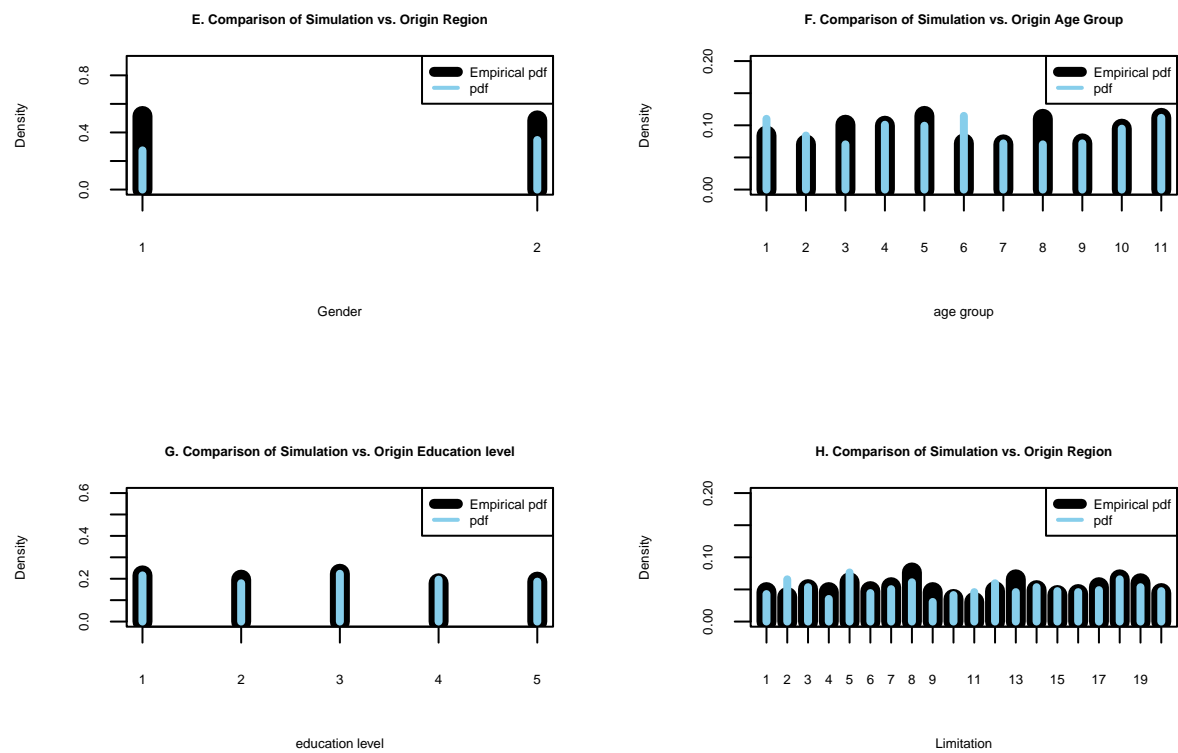 E. Comparison of Simulation vs. Origin Region
Density
0.0
0.4
0.8
Empirical pdf
pdf
1
2
Gender
F. Comparison of Simulation vs. Origin Age Group
Density
0.00
0.10
0.20
Empirical pdf
pdf
1 2 3 4 5 6 7 8 9 10 11
age group
G. Comparison of Simulation vs. Origin Education level
Density
0.0
0.2
0.4
0.6
Empirical pdf
pdf
1 2 3 4 5
education level
H. Comparison of Simulation vs. Origin Region
Density
0.00
0.10
0.20
Empirical pdf
pdf
1 2 3 4 5 6 7 8 9 11 13 15 17 19
Limitation